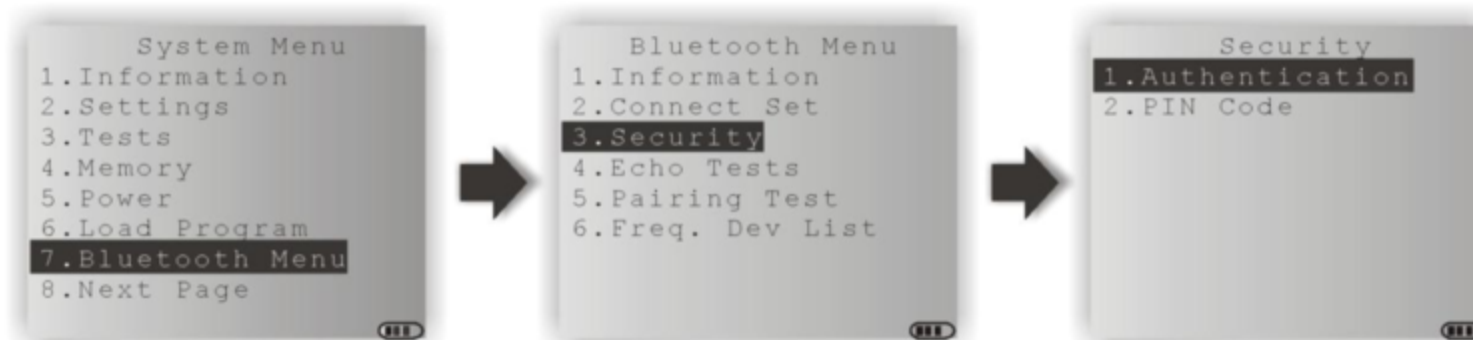 System Menu
1.Information
2.Settings
3.Tests
4.Memory
5.Power
6.Load Program
7.Bluetooth Menu
8.Next Page
Bluetooth Menu
1.Information
2.Connect Set
3.Security
4.Echo Tests
5.Pairing Test
6.Freq. Dev List
Security
1.Authentication
2.PIN Code